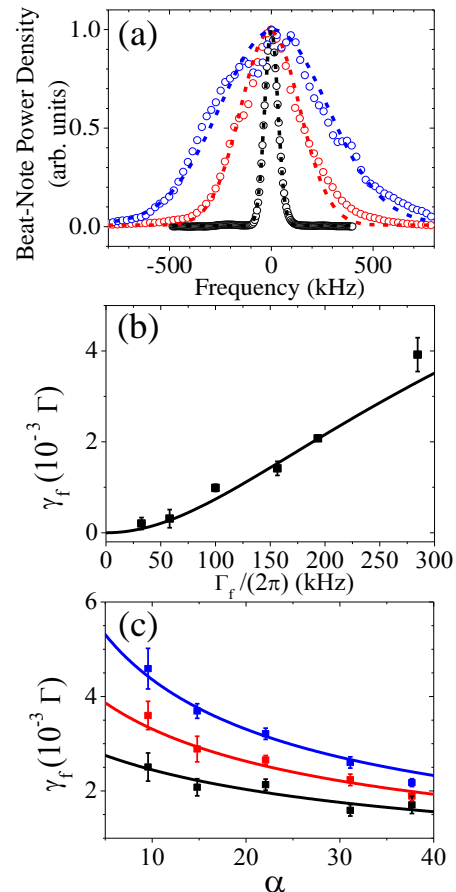 (a)
Beat-Note Power Density
(arb. units)
1.0
0.5
0.0
-500 0 500
Frequency (kHz)
(b)
γf (10⁻³ Γ)
4
2
0
0 50 100 150 200 250 300
Γf/(2π) (kHz)
(c)
γf (10⁻³ Γ)
6
4
2
10 20 30 40
α